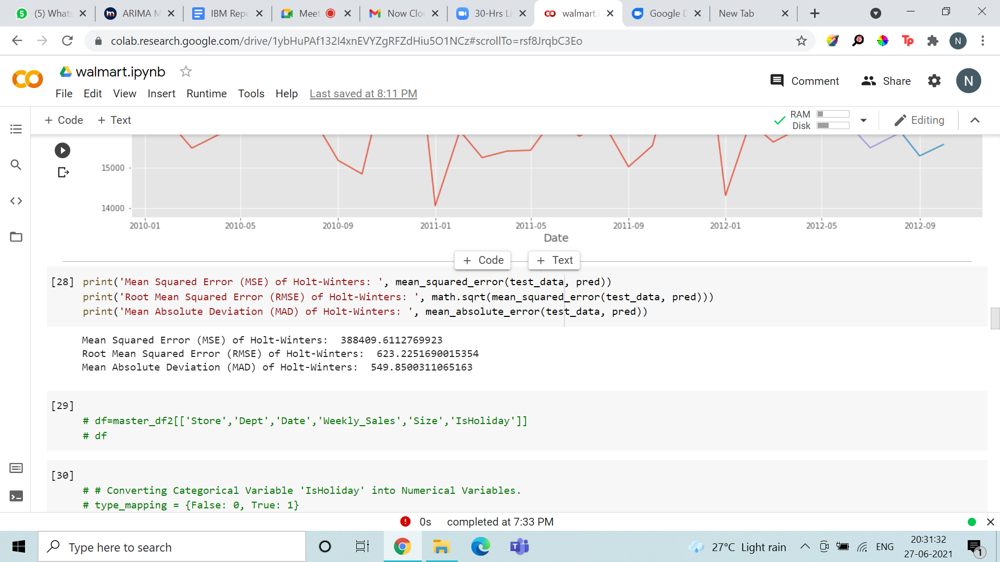 (5) Whats
ARIMA M
IBM Repo
Meet
Now Clou
30-Hrs Li
walmart.i
Google D
New Tab
colab.research.google.com/drive/1ybHuPAf132I4xnEVYZgRFZdHiu5O1NCz#scrollTo=rsf8JrqbC3Eo
N
walmart.ipynb
Comment
Share
N
File Edit View Insert Runtime Tools Help Last saved at 8:11 PM
+ Code + Text
RAM
Disk
Editing
15000
14000
2010-01 2010-05 2010-09 2011-01 2011-05 2011-09 2012-01 2012-05 2012-09
Date
+ Code + Text
[28] print('Mean Squared Error (MSE) of Holt-Winters: ', mean_squared_error(test_data, pred))
print('Root Mean Squared Error (RMSE) of Holt-Winters: ', math.sqrt(mean_squared_error(test_data, pred)))
print('Mean Absolute Deviation (MAD) of Holt-Winters: ', mean_absolute_error(test_data, pred))
Mean Squared Error (MSE) of Holt-Winters:  388409.6112769923
Root Mean Squared Error (RMSE) of Holt-Winters:  623.2251690015354
Mean Absolute Deviation (MAD) of Holt-Winters:  549.8500311065163
[29]
# df=master_df2[['Store','Dept','Date','Weekly_Sales','Size','IsHoliday']]
# df
[30]
# # Converting Categorical Variable 'IsHoliday' into Numerical Variables.
# type_mapping = {False: 0, True: 1}
0s completed at 7:33 PM
Type here to search
27°C Light rain
ENG
20:31:32
27-06-2021
1